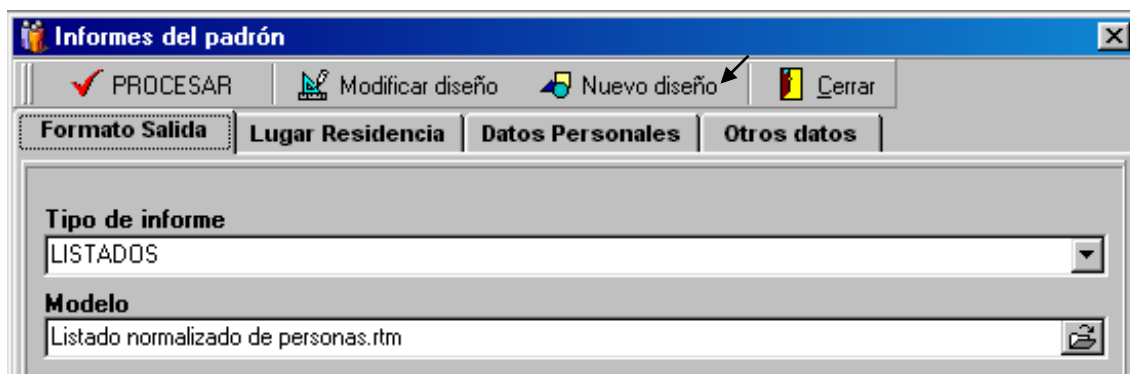 Informes del padrón
PROCESAR Modificar diseño Nuevo diseño Cerrar
Formato Salida Lugar Residencia Datos Personales Otros datos
Tipo de informe
LISTADOS
Modelo
Listado normalizado de personas.rtm